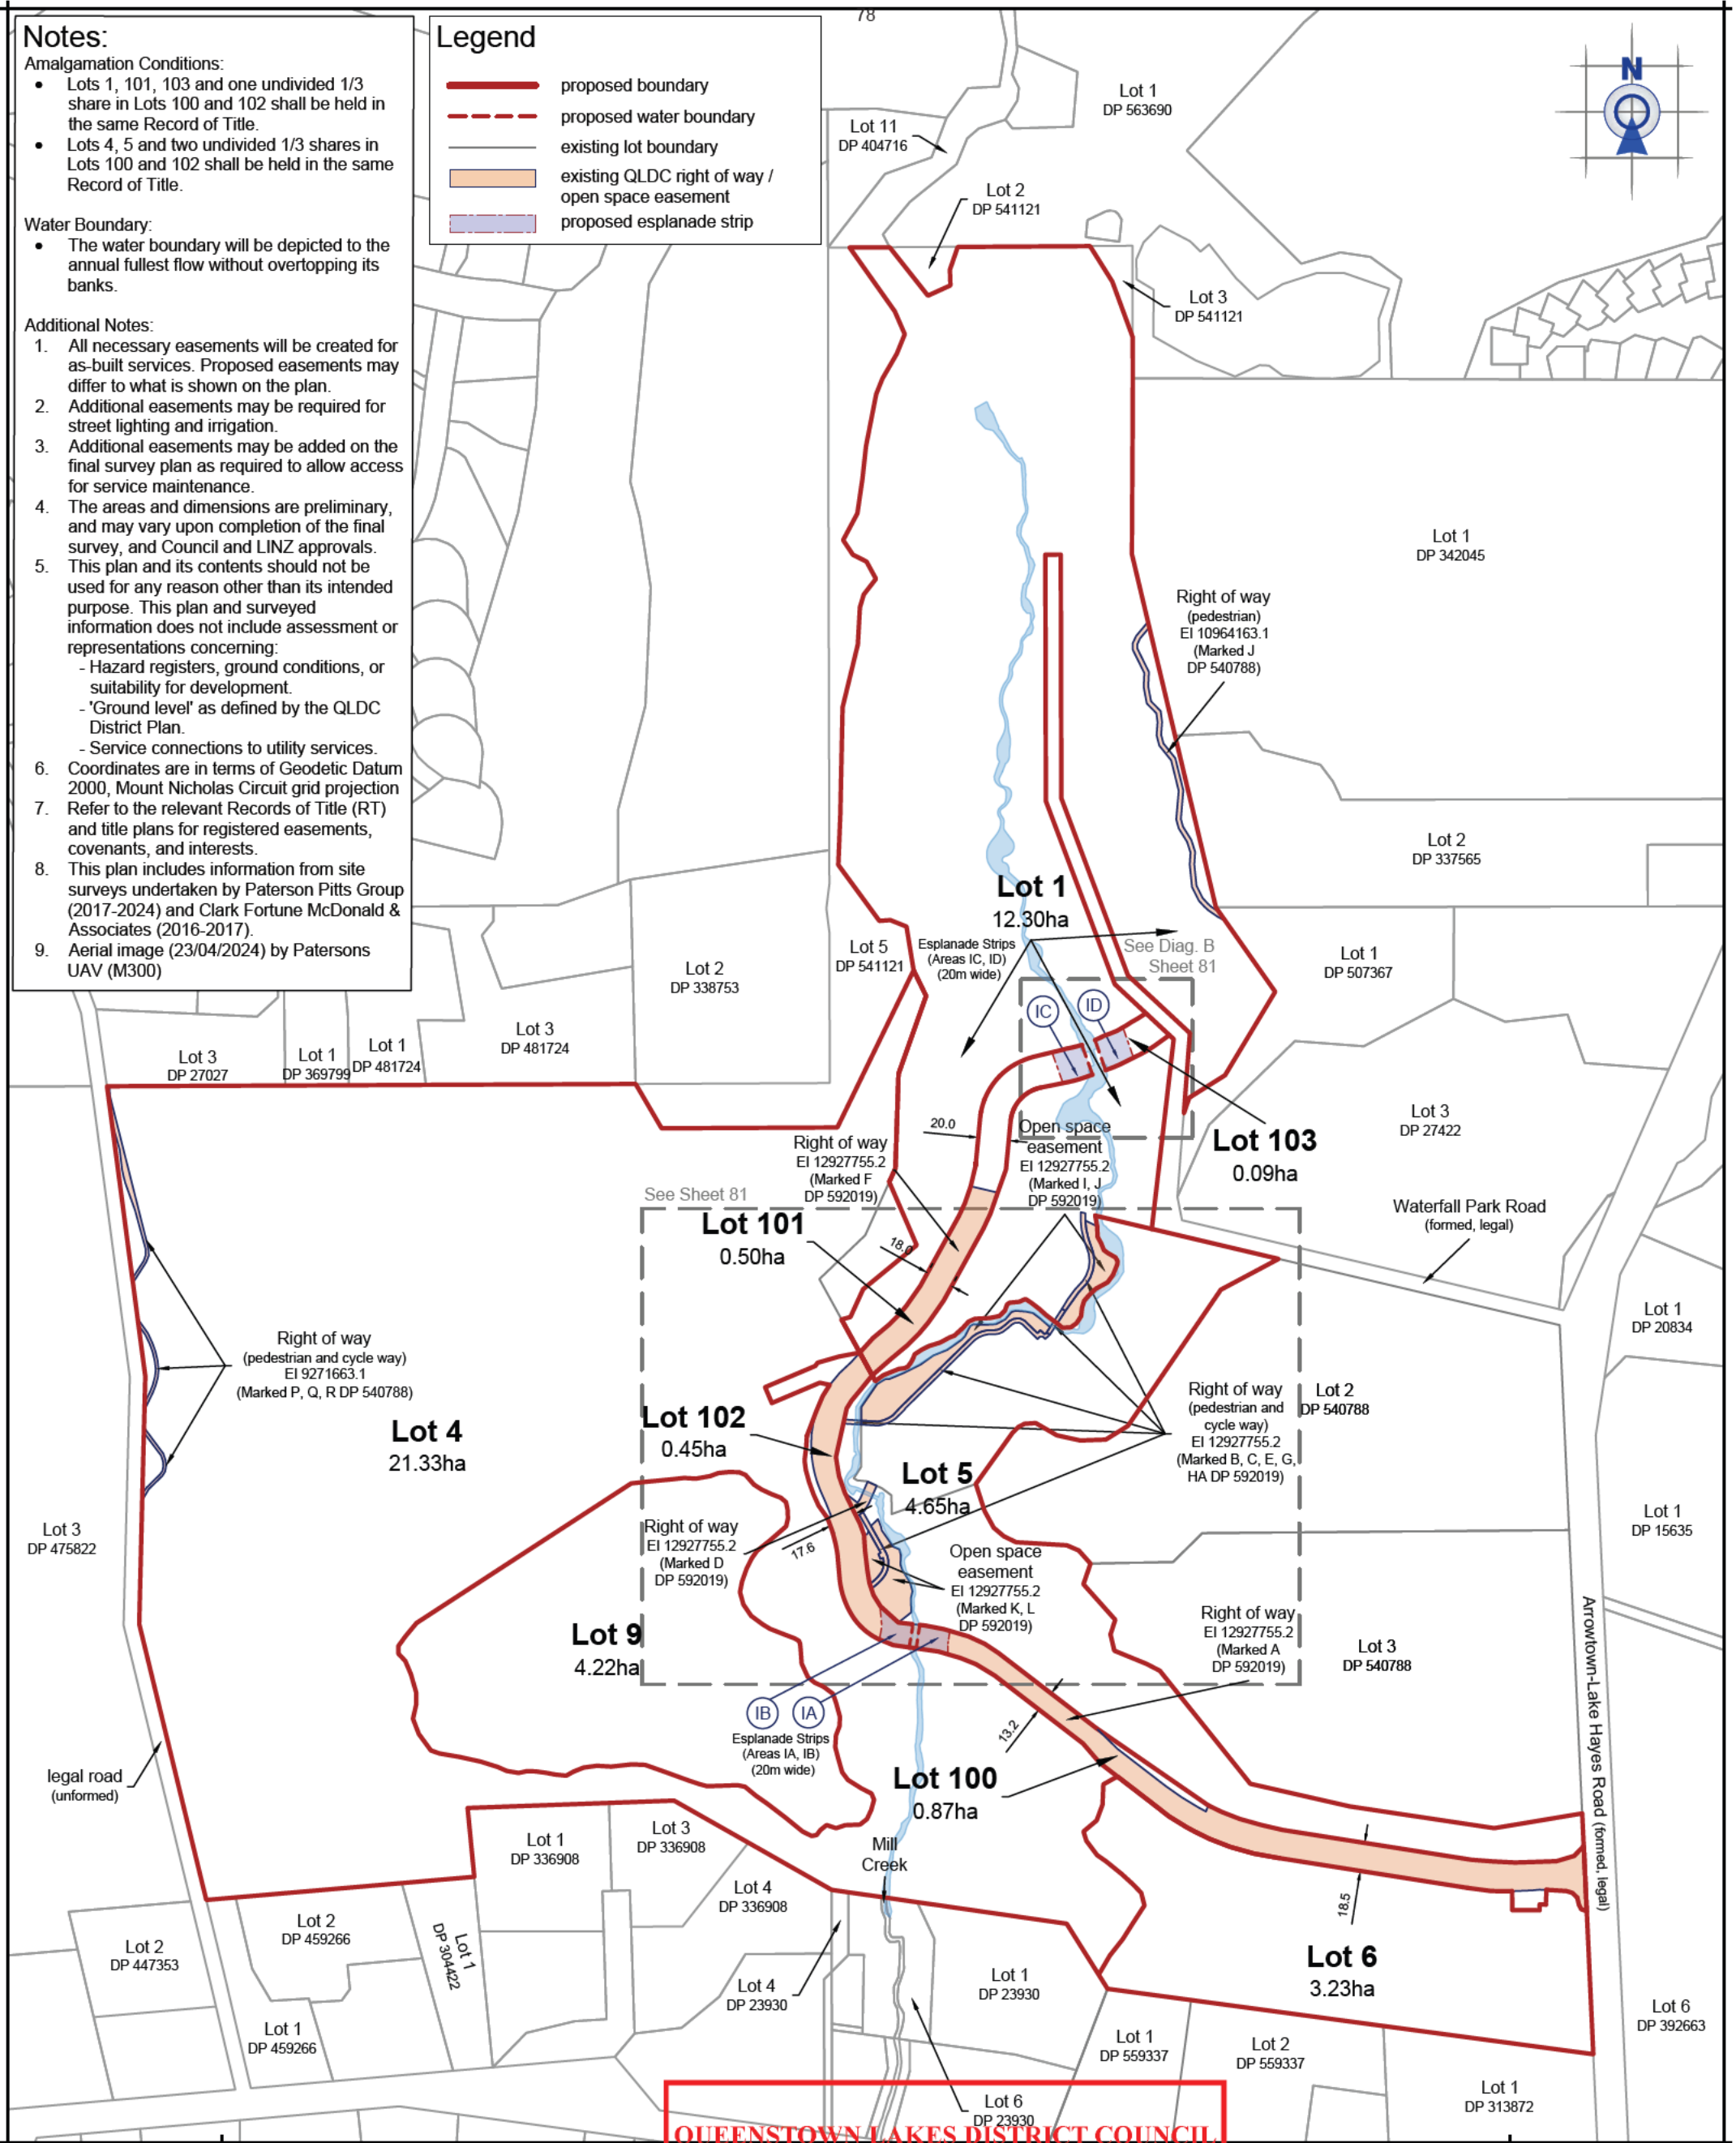 78
Notes:
Amalgamation Conditions:
• Lots 1, 101, 103 and one undivided 1/3
share in Lots 100 and 102 shall be held in
the same Record of Title.
• Lots 4, 5 and two undivided 1/3 shares in
Lots 100 and 102 shall be held in the same
Record of Title.
Water Boundary:
• The water boundary will be depicted to the
annual fullest flow without overtopping its
banks.
Additional Notes:
1. All necessary easements will be created for
as-built services. Proposed easements may
differ to what is shown on the plan.
2. Additional easements may be required for
street lighting and irrigation.
3. Additional easements may be added on the
final survey plan as required to allow access
for service maintenance.
4. The areas and dimensions are preliminary,
and may vary upon completion of the final
survey, and Council and LINZ approvals.
5. This plan and its contents should not be
used for any reason other than its intended
purpose. This plan and surveyed
information does not include assessment or
representations concerning:
- Hazard registers, ground conditions, or
suitability for development.
- 'Ground level' as defined by the QLDC
District Plan.
- Service connections to utility services.
6. Coordinates are in terms of Geodetic Datum
2000, Mount Nicholas Circuit grid projection
7. Refer to the relevant Records of Title (RT)
and title plans for registered easements,
covenants, and interests.
8. This plan includes information from site
surveys undertaken by Paterson Pitts Group
(2017-2024) and Clark Fortune McDonald &
Associates (2016-2017).
9. Aerial image (23/04/2024) by Patersons
UAV (M300)
Legend
proposed boundary
proposed water boundary
existing lot boundary
existing QLDC right of way /
open space easement
proposed esplanade strip
N
Lot 1
DP 563690
Lot 11
DP 404716
Lot 2
DP 541121
Lot 3
DP 541121
Lot 1
DP 342045
Right of way
(pedestrian)
EI 10964163.1
(Marked J
DP 540788)
Lot 2
DP 337565
Lot 1
12.30ha
Esplanade Strips
(Areas IC, ID)
(20m wide)
See Diag. B
Sheet 81
Lot 5
DP 541121
Lot 2
DP 338753
Lot 1
DP 507367
IC
ID
Lot 3
DP 481724
Lot 3
DP 27027
Lot 1
DP 369799
Lot 1
DP 481724
Lot 3
DP 27422
20.0
Open space
easement
EI 12927755.2
(Marked I, J
DP 592019)
Lot 103
0.09ha
Right of way
EI 12927755.2
(Marked F
DP 592019)
See Sheet 81
Lot 101
0.50ha
18.0
Waterfall Park Road
(formed, legal)
Lot 1
DP 20834
Right of way
(pedestrian and cycle way)
EI 9271663.1
(Marked P, Q, R DP 540788)
Lot 4
21.33ha
Lot 102
0.45ha
Right of way
(pedestrian and
cycle way)
EI 12927755.2
(Marked B, C, E, G,
HA DP 592019)
Lot 2
DP 540788
Lot 5
4.65ha
Lot 3
DP 475822
Right of way
EI 12927755.2
(Marked D
DP 592019)
17.6
Open space
easement
EI 12927755.2
(Marked K, L
DP 592019)
Lot 1
DP 15635
Lot 9
4.22ha
Right of way
EI 12927755.2
(Marked A
DP 592019)
Lot 3
DP 540788
Arrowtown-Lake Hayes Road (formed, legal)
IB
IA
Esplanade Strips
(Areas IA, IB)
(20m wide)
13.2
Lot 100
0.87ha
legal road
(unformed)
Mill
Creek
Lot 1
DP 336908
Lot 3
DP 336908
Lot 4
DP 336908
18.5
Lot 2
DP 447353
Lot 2
DP 459266
Lot 1
DP 304422
Lot 4
DP 23930
Lot 1
DP 23930
Lot 6
3.23ha
Lot 6
DP 392663
Lot 1
DP 459266
Lot 1
DP 559337
Lot 2
DP 559337
Lot 1
DP 313872
Lot 6
DP 23930
QUEENSTOWN LAKES DISTRICT COUNCIL